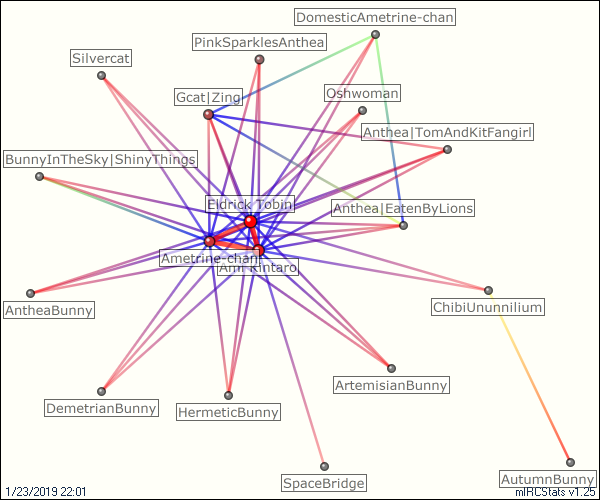 DomesticAmetrine-chan
PinkSparklesAnthea
Silvercat
Gcat|Zing
Oshwoman
Anthea|TomAndKitFangirl
BunnyInTheSky|ShinyThings
Eldrick Tobin
Anthea|EatenByLions
Ametrine-chan
Ann Kintaro
AntheaBunny
ChibiUnunnilium
ArtemisianBunny
DemetrianBunny
HermeticBunny
SpaceBridge
AutumnBunny
1/23/2019 22:01
mIRCStats v1.25